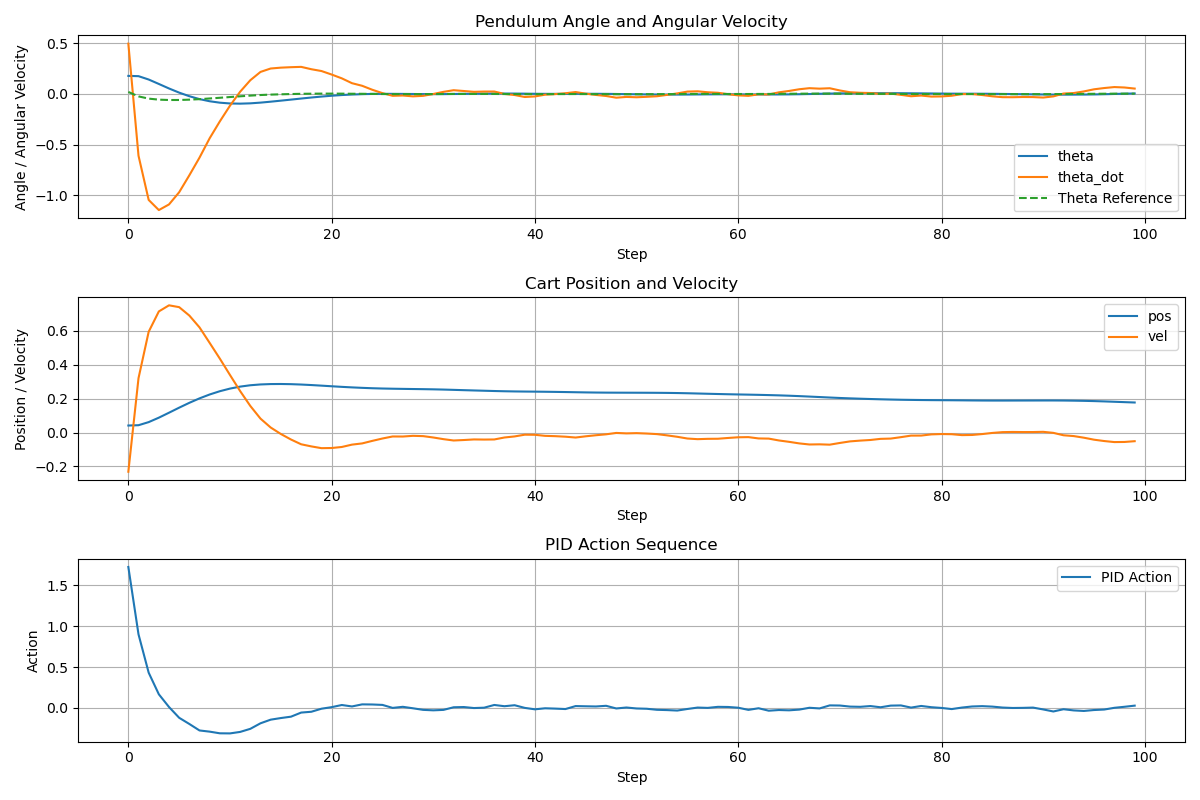 Pendulum Angle and Angular Velocity
Angle / Angular Velocity
0.5
0.0
−0.5
−1.0
theta
theta_dot
Theta Reference
0 20 40 60 80 100
Step
Cart Position and Velocity
Position / Velocity
0.6
0.4
0.2
0.0
−0.2
pos
vel
0 20 40 60 80 100
Step
PID Action Sequence
Action
1.5
1.0
0.5
0.0
PID Action
0 20 40 60 80 100
Step